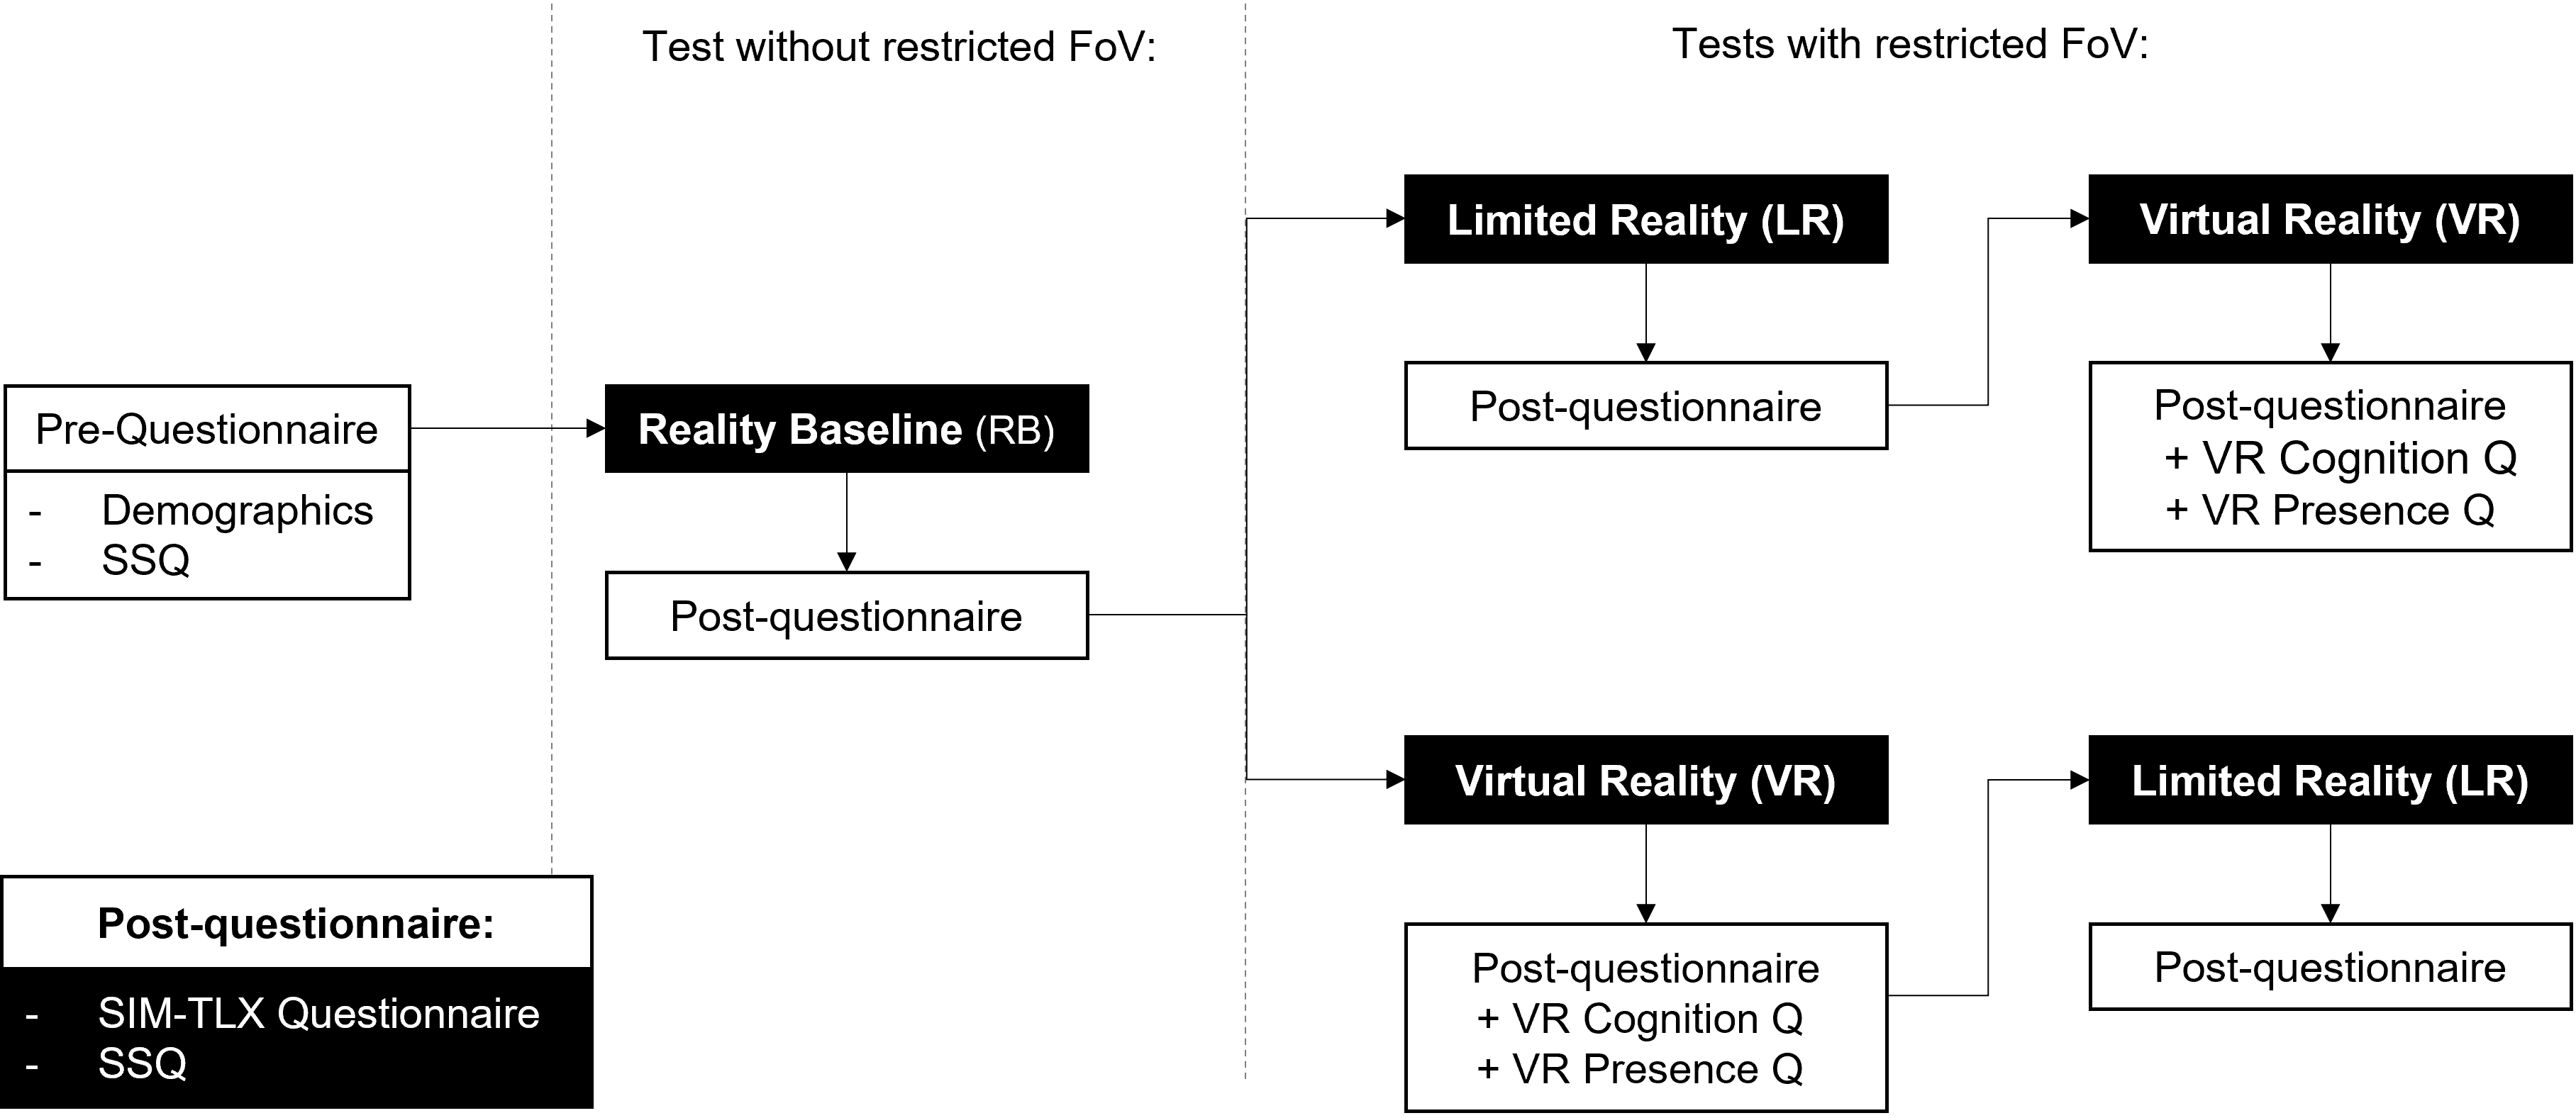 Test without restricted FoV:
Tests with restricted FoV:
Pre-Questionnaire
- Demographics
- SSQ
Reality Baseline (RB)
Post-questionnaire
Limited Reality (LR)
Post-questionnaire
Virtual Reality (VR)
Post-questionnaire
+ VR Cognition Q
+ VR Presence Q
Virtual Reality (VR)
Post-questionnaire
+ VR Cognition Q
+ VR Presence Q
Limited Reality (LR)
Post-questionnaire
Post-questionnaire:
- SIM-TLX Questionnaire
- SSQ